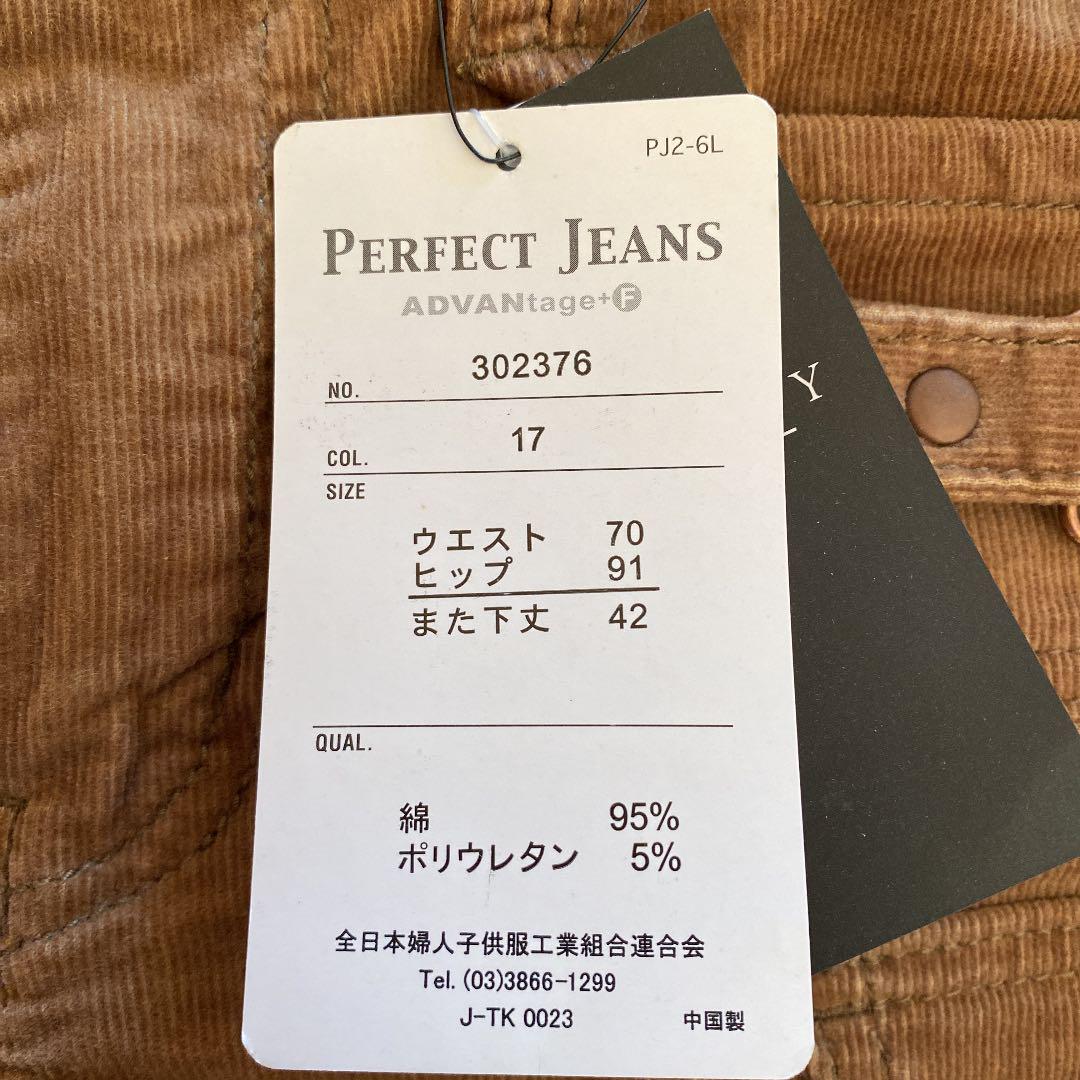 PJ2-6L
PERFECT JEANS
ADVANtage+F
NO. 302376
COL. 17
SIZE
ウエスト 70
ヒップ 91
また下丈 42
QUAL.
綿 95%
ポリウレタン 5%
全日本婦人子供服工業組合連合会
Tel. (03)3866-1299
J-TK 0023 中国製
Y